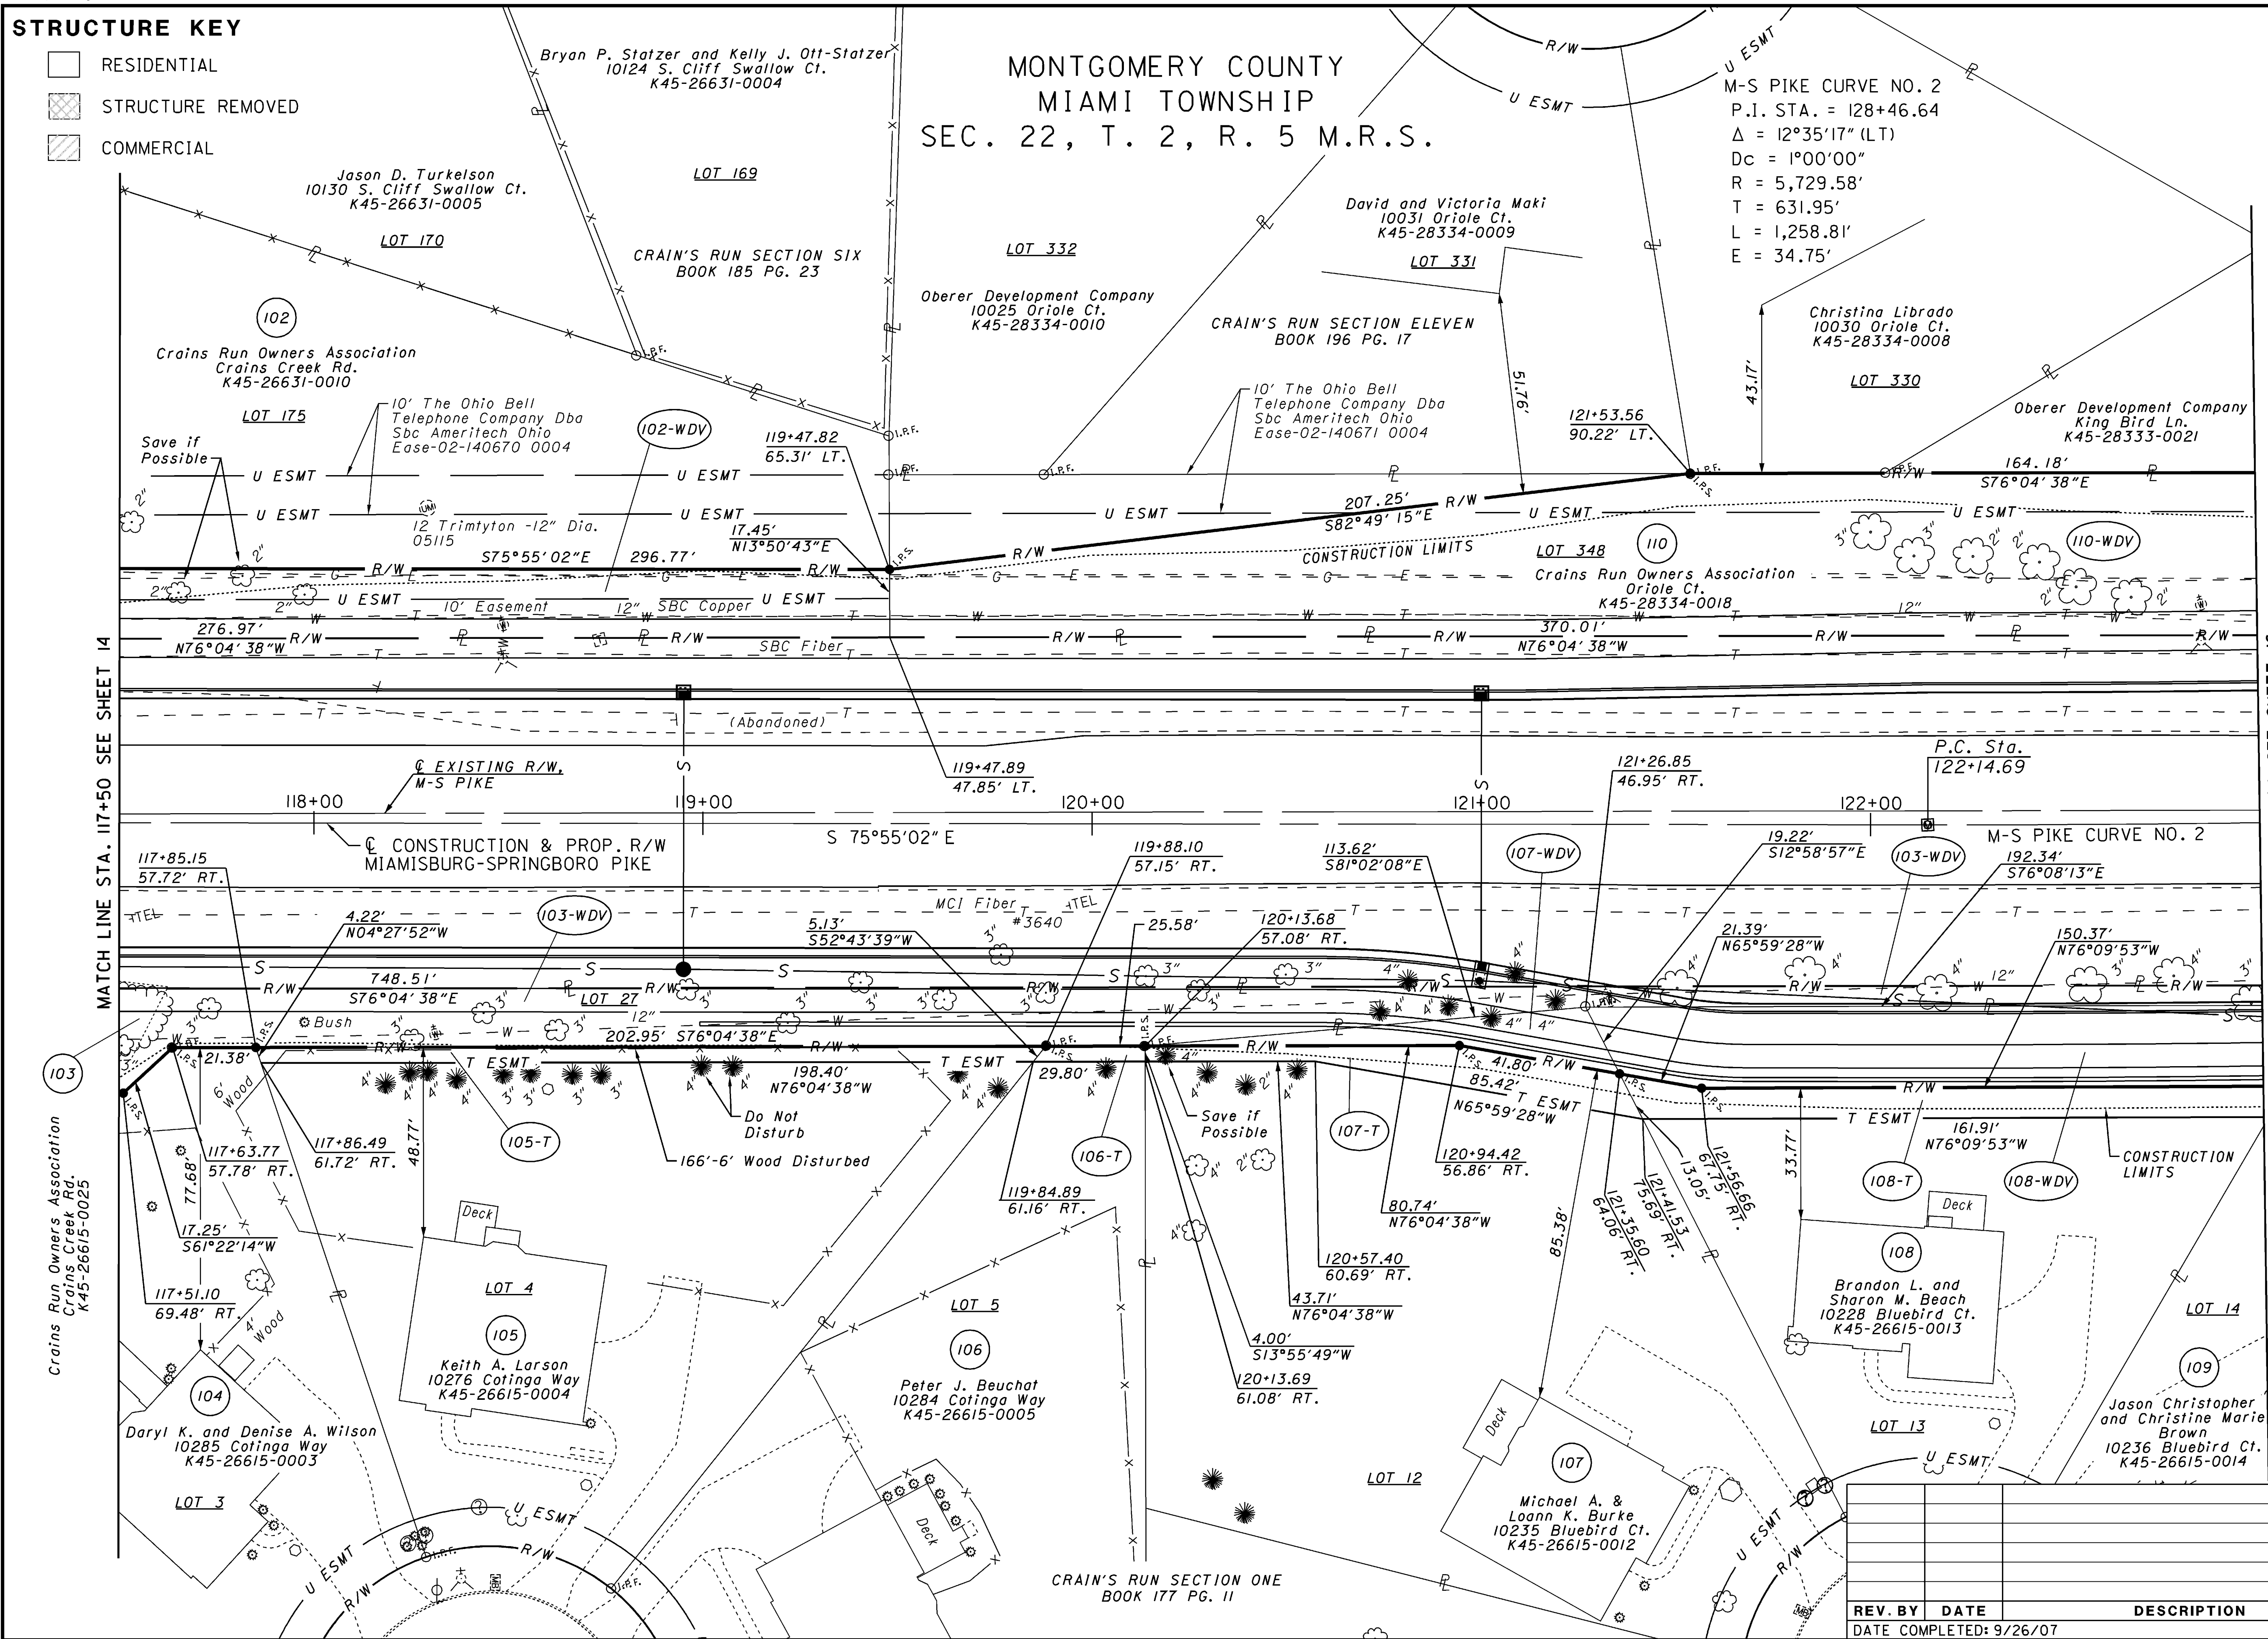 STRUCTURE KEY
RESIDENTIAL
STRUCTURE REMOVED
COMMERCIAL
MONTGOMERY COUNTY
MIAMI TOWNSHIP
SEC. 22, T. 2, R. 5 M.R.S.
M-S PIKE CURVE NO. 2
P.I. STA. = 128+46.64
Δ = 12°35'17" (LT)
Dc = 1°00'00"
R = 5,729.58'
T = 631.95'
L = 1,258.81'
E = 34.75'
R/W
U ESMT
U ESMT
Bryan P. Statzer and Kelly J. Ott-Statzer
10124 S. Cliff Swallow Ct.
K45-26631-0004
LOT 169
Jason D. Turkelson
10130 S. Cliff Swallow Ct.
K45-26631-0005
LOT 170
CRAIN'S RUN SECTION SIX
BOOK 185 PG. 23
LOT 332
Oberer Development Company
10025 Oriole Ct.
K45-28334-0010
David and Victoria Maki
10031 Oriole Ct.
K45-28334-0009
LOT 331
CRAIN'S RUN SECTION ELEVEN
BOOK 196 PG. 17
Christina Librado
10030 Oriole Ct.
K45-28334-0008
LOT 330
Oberer Development Company
King Bird Ln.
K45-28333-0021
102
Crains Run Owners Association
Crains Creek Rd.
K45-26631-0010
LOT 175
Save if
Possible
10' The Ohio Bell
Telephone Company Dba
Sbc Ameritech Ohio
Ease-02-140670 0004
102-WDV
119+47.82
65.31' LT.
10' The Ohio Bell
Telephone Company Dba
Sbc Ameritech Ohio
Ease-02-140671 0004
51.76'
43.17'
121+53.56
90.22' LT.
164.18'
S76°04'38"E
U ESMT
U ESMT
U ESMT
U ESMT
12 Trimtyton -12" Dia.
05115
17.45'
N13°50'43"E
207.25' R/W
S82°49'15"E
U ESMT
U ESMT
U ESMT
CONSTRUCTION LIMITS
LOT 348
110
110-WDV
Crains Run Owners Association
Oriole Ct.
K45-28334-0018
S75°55'02"E 296.77'
R/W
R/W
R/W
U ESMT
10' Easement
12" SBC Copper
U ESMT
12"
276.97'
N76°04'38"W
R/W
R/W
R/W
R/W
R/W
R/W
SBC Fiber
370.01'
N76°04'38"W
MATCH LINE STA. 117+50 SEE SHEET 14
(Abandoned)
℄ EXISTING R/W,
M-S PIKE
119+47.89
47.85' LT.
121+26.85
46.95' RT.
P.C. Sta.
122+14.69
118+00
119+00
120+00
121+00
122+00
℄ CONSTRUCTION & PROP. R/W
MIAMISBURG-SPRINGBORO PIKE
S 75°55'02" E
M-S PIKE CURVE NO. 2
117+85.15
57.72' RT.
119+88.10
57.15' RT.
113.62'
S81°02'08"E
107-WDV
19.22'
S12°58'57"E
103-WDV
192.34'
S76°08'13"E
TEL
4.22'
N04°27'52"W
103-WDV
MCI Fiber
TEL
#3640
5.13'
S52°43'39"W
25.58'
120+13.68
57.08' RT.
21.39'
N65°59'28"W
150.37'
N76°09'53"W
748.51'
S76°04'38"E
R/W
LOT 27
12"
12"
Bush
202.95' S76°04'38"E
R/W
R/W
T ESMT
T ESMT
198.40'
N76°04'38"W
29.80'
21.38'
6'
Wood
103
Crains Run Owners Association
Crains Creek Rd.
K45-26615-0025
117+63.77
57.78' RT.
117+86.49
61.72' RT.
48.77'
77.68'
105-T
Do Not
Disturb
166'-6' Wood Disturbed
106-T
Save if
Possible
107-T
41.80'
85.42'
N65°59'28"W
T ESMT
T ESMT
161.91'
N76°09'53"W
CONSTRUCTION
LIMITS
120+94.42
56.86' RT.
119+84.89
61.16' RT.
80.74'
N76°04'38"W
13.05'
121+56.66
67.75' RT.
121+41.53
75.69' RT.
121+35.60
64.06' RT.
85.38'
33.77'
108-T
108-WDV
17.25'
S61°22'14"W
117+51.10
69.48' RT.
4'
Wood
Deck
Deck
LOT 4
105
Keith A. Larson
10276 Cotinga Way
K45-26615-0004
LOT 5
106
Peter J. Beuchat
10284 Cotinga Way
K45-26615-0005
120+57.40
60.69' RT.
43.71'
N76°04'38"W
4.00'
S13°55'49"W
120+13.69
61.08' RT.
108
Brandon L. and
Sharon M. Beach
10228 Bluebird Ct.
K45-26615-0013
LOT 14
109
Jason Christopher
and Christine Marie
Brown
10236 Bluebird Ct.
K45-26615-0014
LOT 13
U ESMT
104
Daryl K. and Denise A. Wilson
10285 Cotinga Way
K45-26615-0003
LOT 3
U ESMT
U ESMT
R/W
R/W
Deck
Deck
LOT 12
107
Michael A. &
Loann K. Burke
10235 Bluebird Ct.
K45-26615-0012
U ESMT
R/W
CRAIN'S RUN SECTION ONE
BOOK 177 PG. 11
REV. BY DATE DESCRIPTION
DATE COMPLETED: 9/26/07